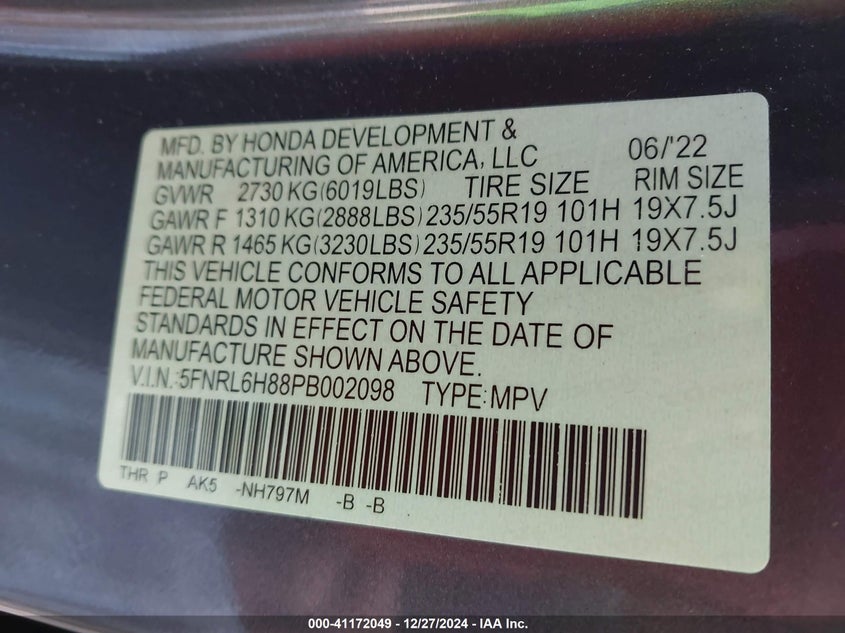 MFD. BY HONDA DEVELOPMENT &
MANUFACTURING OF AMERICA, LLC 06/'22
GVWR 2730 KG(6019LBS) TIRE SIZE RIM SIZE
GAWR F 1310 KG(2888LBS) 235/55R19 101H 19X7.5J
GAWR R 1465 KG(3230LBS) 235/55R19 101H 19X7.5J
THIS VEHICLE CONFORMS TO ALL APPLICABLE
FEDERAL MOTOR VEHICLE SAFETY
STANDARDS IN EFFECT ON THE DATE OF
MANUFACTURE SHOWN ABOVE.
V.I.N.:5FNRL6H88PB002098 TYPE:MPV
THR P AK5 -NH797M -B -B
000-41172049 - 12/27/2024 - IAA Inc.